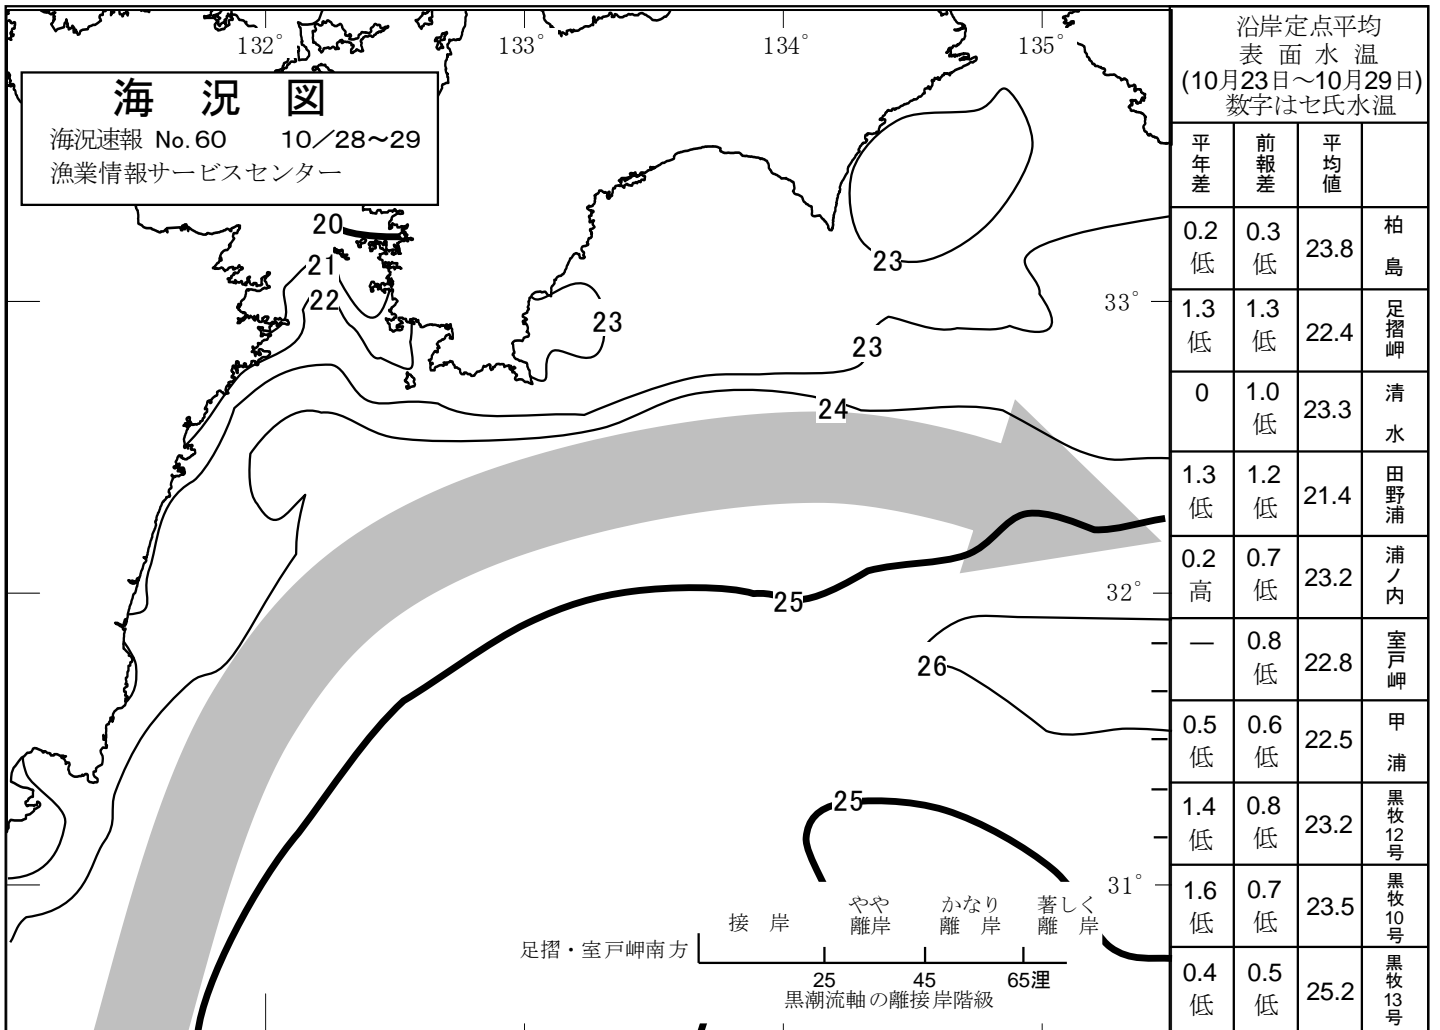 海況図
海況速報 No.60 10／28～29
漁業情報サービスセンター
132°
133°
134°
135°
20
21
22
23
23
23
33°
24
25
32°
26
25
31°
接岸
やや離岸
かなり離岸
著しく離岸
足摺・室戸岬南方
25 45 65浬
黒潮流軸の離接岸階級
沿岸定点平均
表面水温
(10月23日～10月29日)
数字はセ氏水温
平年差 前報差 平均値
0.2低 0.3低 23.8 柏島
1.3低 1.3低 22.4 足摺岬
0 1.0低 23.3 清水
1.3低 1.2低 21.4 田野浦
0.2高 0.7低 23.2 浦ノ内
― 0.8低 22.8 室戸岬
0.5低 0.6低 22.5 甲浦
1.4低 0.8低 23.2 黒牧12号
1.6低 0.7低 23.5 黒牧10号
0.4低 0.5低 25.2 黒牧13号